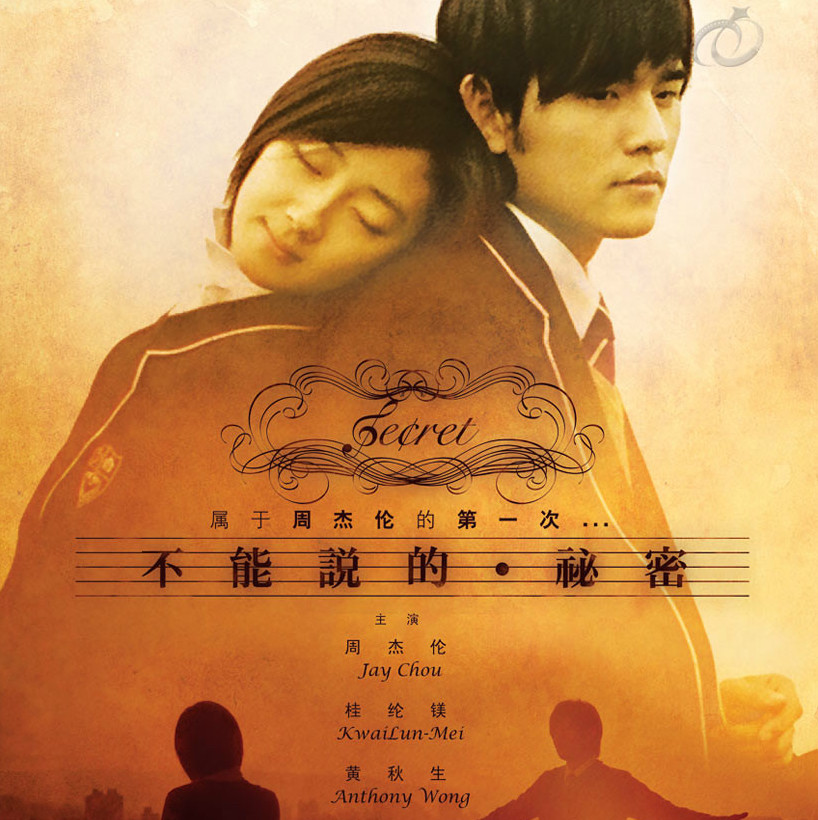 Secret
属于周杰伦的第一次...
不能説的•祕密
主演
周杰伦
Jay Chou
桂纶镁
KwaiLun-Mei
黄秋生
Anthony Wong